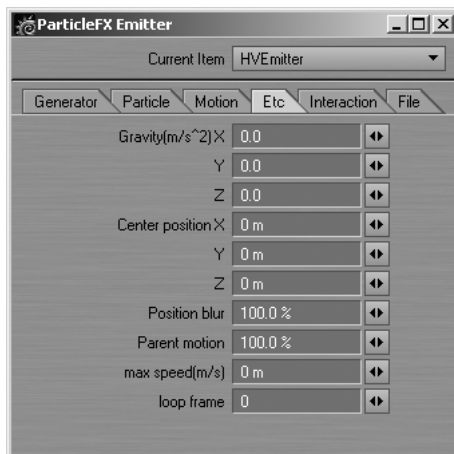 ParticleFX Emitter
Current Item HVEmitter
Generator Particle Motion Etc Interaction File
Gravity(m/s^2) X 0.0
Y 0.0
Z 0.0
Center position X 0 m
Y 0 m
Z 0 m
Position blur 100.0 %
Parent motion 100.0 %
max speed(m/s) 0 m
loop frame 0